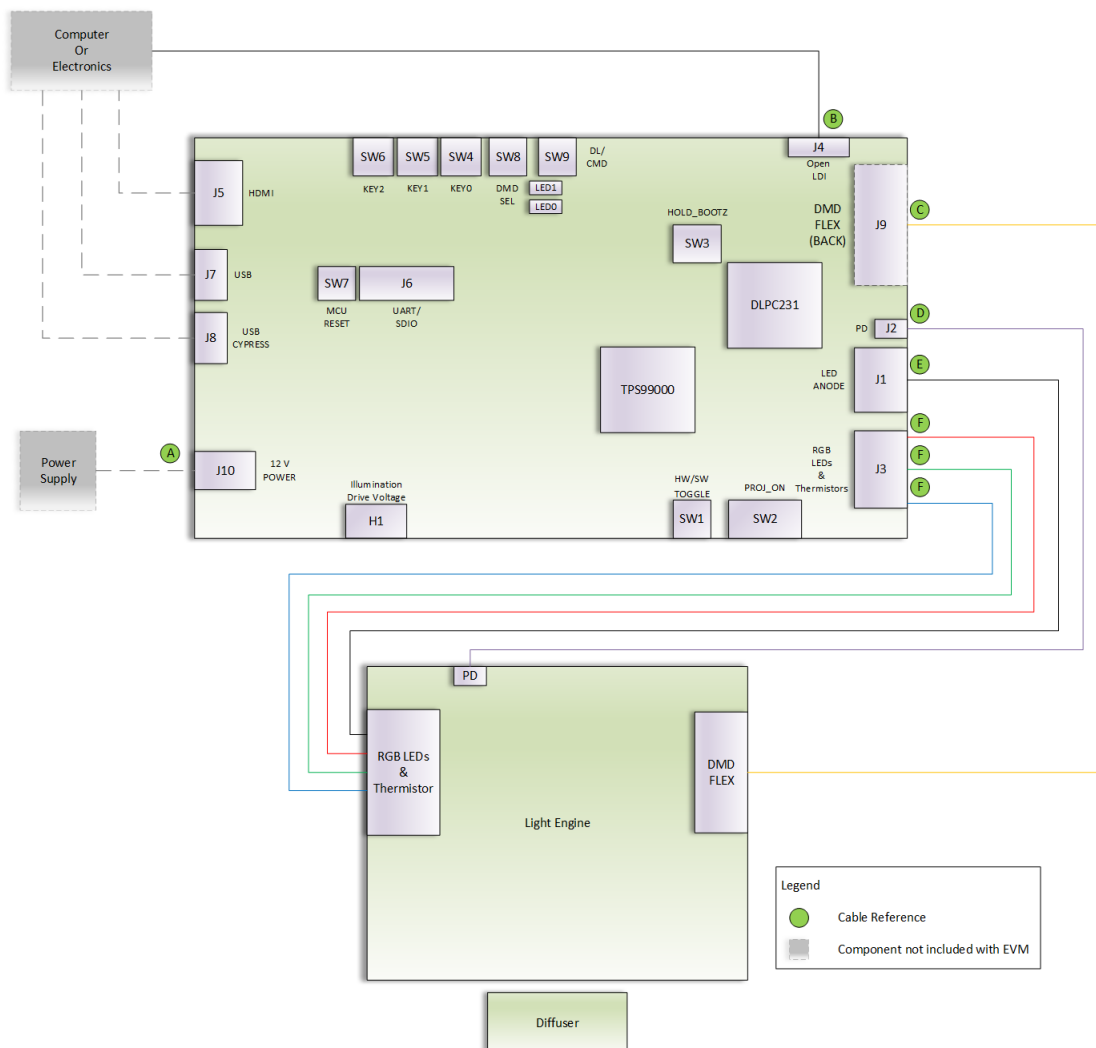 Computer
Or
Electronics
B
J4
Open
LDI
SW6
SW5
SW4
SW8
SW9
DL/
CMD
KEY2
KEY1
KEY0
DMD
SEL
LED1
LED0
J5
HDMI
HOLD_BOOTZ
SW3
DMD
FLEX
(BACK)
J9
C
J7
USB
SW7
J6
MCU
RESET
UART/
SDIO
DLPC231
J8
USB
CYPRESS
PD
J2
D
TPS99000
LED
ANODE
J1
E
Power
Supply
A
J10
12 V
POWER
RGB
LEDs
&
Thermistors
J3
F
F
F
Illumination
Drive Voltage
H1
HW/SW
TOGGLE
SW1
PROJ_ON
SW2
PD
RGB LEDs
&
Thermistor
DMD
FLEX
Light Engine
Legend
Cable Reference
Component not included with EVM
Diffuser